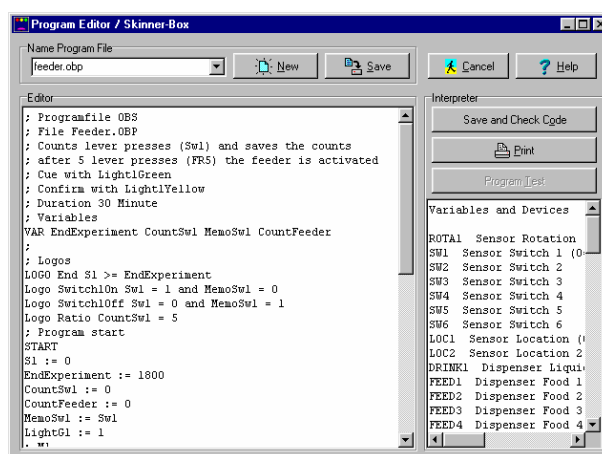 Program Editor / Skinner-Box
Name Program File
feeder.obp
New
Save
Cancel
Help
Editor
; Programfile OBS
; File Feeder.OBP
; Counts lever presses (Sw1) and saves the counts
; after 5 lever presses (FR5) the feeder is activated
; Cue with Light1Green
; Confirm with Light1Yellow
; Duration 30 Minute
; Variables
VAR EndExperiment CountSw1 MemoSw1 CountFeeder
;
; Logos
LOGO End S1 >= EndExperiment
Logo Switch1On Sw1 = 1 and MemoSw1 = 0
Logo Switch1Off Sw1 = 0 and MemoSw1 = 1
Logo Ratio CountSw1 = 5
; Program start
START
S1 := 0
EndExperiment := 1800
CountSw1 := 0
CountFeeder := 0
MemoSw1 := Sw1
LightG1 := 1
Interpreter
Save and Check Code
Print
Program Test
Variables and Devices
ROTA1 Sensor Rotation
SW1 Sensor Switch 1 (0=
SW2 Sensor Switch 2
SW3 Sensor Switch 3
SW4 Sensor Switch 4
SW5 Sensor Switch 5
SW6 Sensor Switch 6
LOC1 Sensor Location (
LOC2 Sensor Location 2
DRINK1 Dispenser Liqui
FEED1 Dispenser Food 1
FEED2 Dispenser Food 2
FEED3 Dispenser Food 3
FEED4 Dispenser Food 4